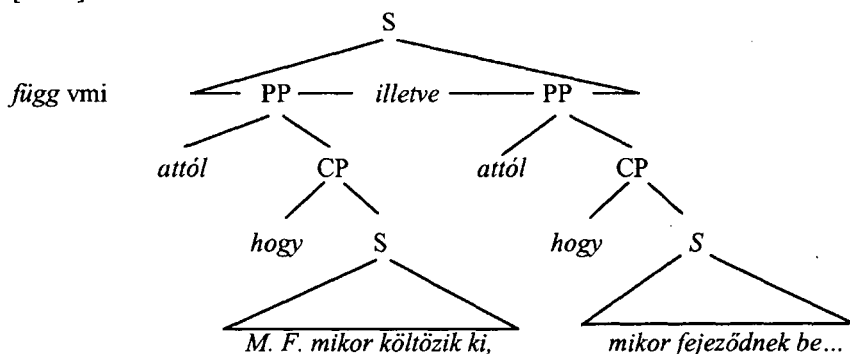 S
függ vmi PP illetve PP
attól CP attól CP
hogy S hogy S
M. F. mikor költözik ki, mikor fejeződnek be...